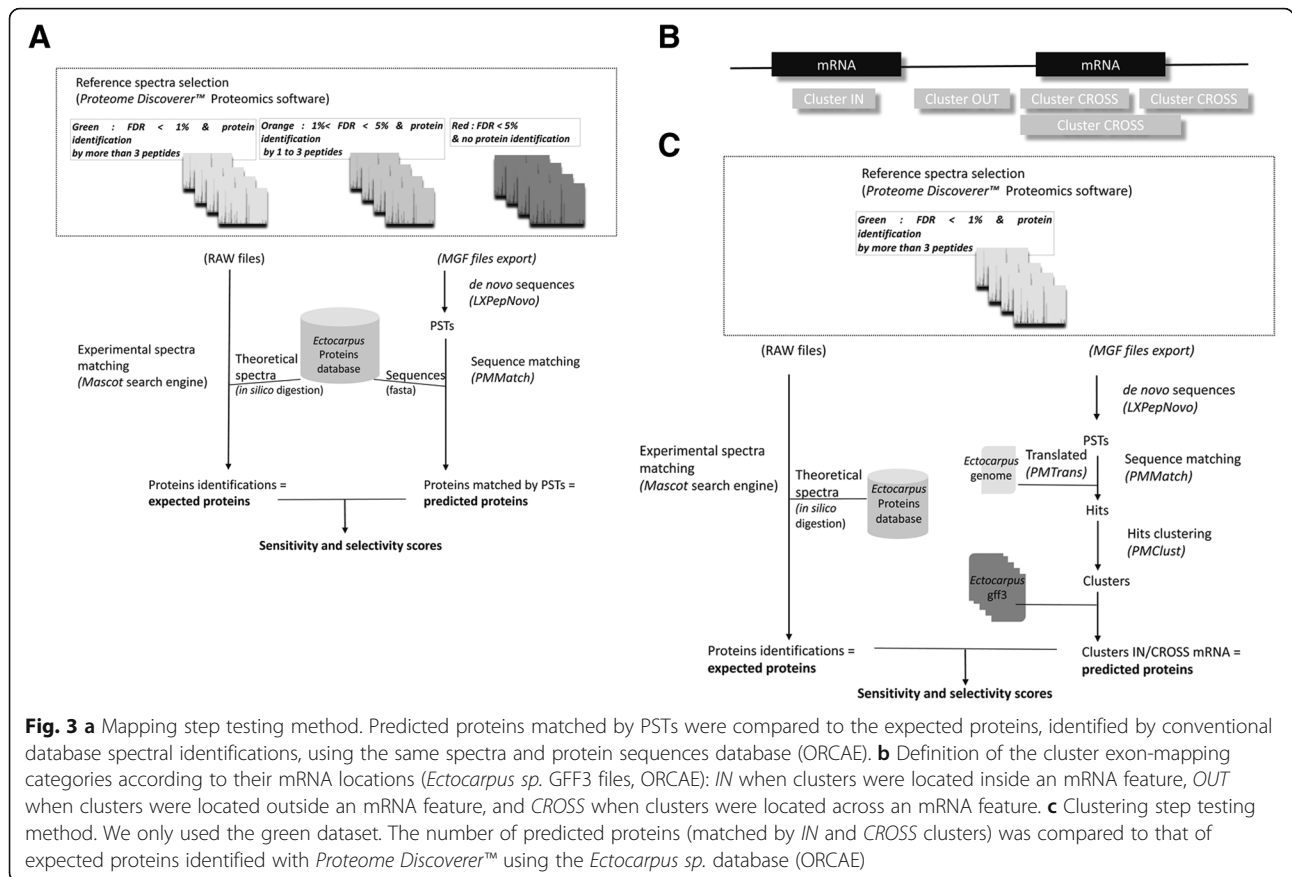 A
Reference spectra selection
(Proteome Discoverer™ Proteomics software)
Green : FDR < 1% & protein
identification
by more than 3 peptides
Orange : 1%< FDR < 5% & protein
identification
by 1 to 3 peptides
Red : FDR < 5%
& no protein identification
(RAW files)
(MGF files export)
de novo sequences
(LXPepNovo)
PSTs
Experimental spectra
matching
(Mascot search engine)
Theoretical
spectra
(in silico digestion)
Ectocarpus
Proteins
database
Sequences
(fasta)
Sequence matching
(PMMatch)
Proteins identifications =
expected proteins
Proteins matched by PSTs =
predicted proteins
Sensitivity and selectivity scores
B
mRNA
mRNA
Cluster IN
Cluster OUT
Cluster CROSS
Cluster CROSS
Cluster CROSS
C
Reference spectra selection
(Proteome Discoverer™ Proteomics software)
Green : FDR < 1% & protein
identification
by more than 3 peptides
(RAW files)
(MGF files export)
de novo sequences
(LXPepNovo)
PSTs
Experimental spectra
matching
(Mascot search engine)
Theoretical
spectra
(in silico
digestion)
Ectocarpus
Proteins
database
Ectocarpus
genome
Translated
(PMTrans)
Sequence matching
(PMMatch)
Hits
Hits clustering
(PMClust)
Ectocarpus
gff3
Clusters
Proteins identifications =
expected proteins
Clusters IN/CROSS mRNA =
predicted proteins
Sensitivity and selectivity scores
Fig. 3 a Mapping step testing method. Predicted proteins matched by PSTs were compared to the expected proteins, identified by conventional
database spectral identifications, using the same spectra and protein sequences database (ORCAE). b Definition of the cluster exon-mapping
categories according to their mRNA locations (Ectocarpus sp. GFF3 files, ORCAE): IN when clusters were located inside an mRNA feature, OUT
when clusters were located outside an mRNA feature, and CROSS when clusters were located across an mRNA feature. c Clustering step testing
method. We only used the green dataset. The number of predicted proteins (matched by IN and CROSS clusters) was compared to that of
expected proteins identified with Proteome Discoverer™ using the Ectocarpus sp. database (ORCAE)